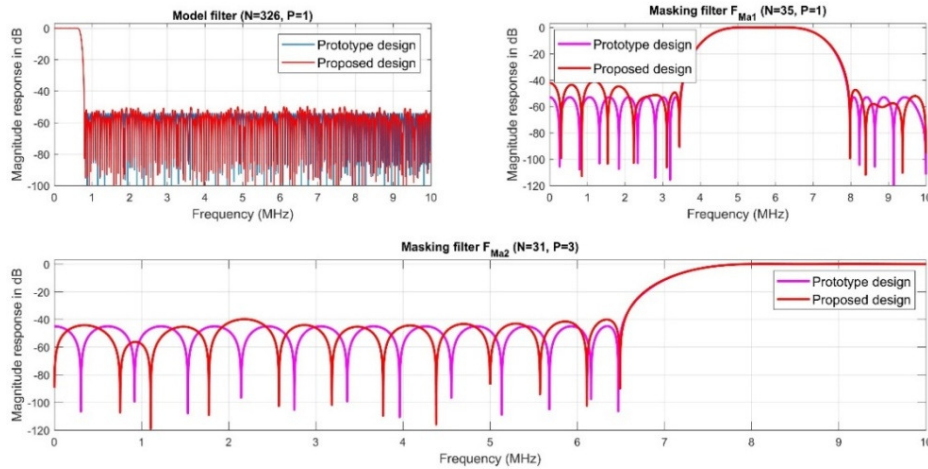 Model filter (N=326, P=1)
Magnitude response in dB
0
-20
-40
-60
-80
-100
Prototype design
Proposed design
0 1 2 3 4 5 6 7 8 9 10
Frequency (MHz)
Masking filter F_Ma1 (N=35, P=1)
Magnitude response in dB
0
-20
-40
-60
-80
-100
-120
Prototype design
Proposed design
0 1 2 3 4 5 6 7 8 9 10
Frequency (MHz)
Masking filter F_Ma2 (N=31, P=3)
Magnitude response in dB
0
-20
-40
-60
-80
-100
-120
Prototype design
Proposed design
0 1 2 3 4 5 6 7 8 9 10
Frequency (MHz)